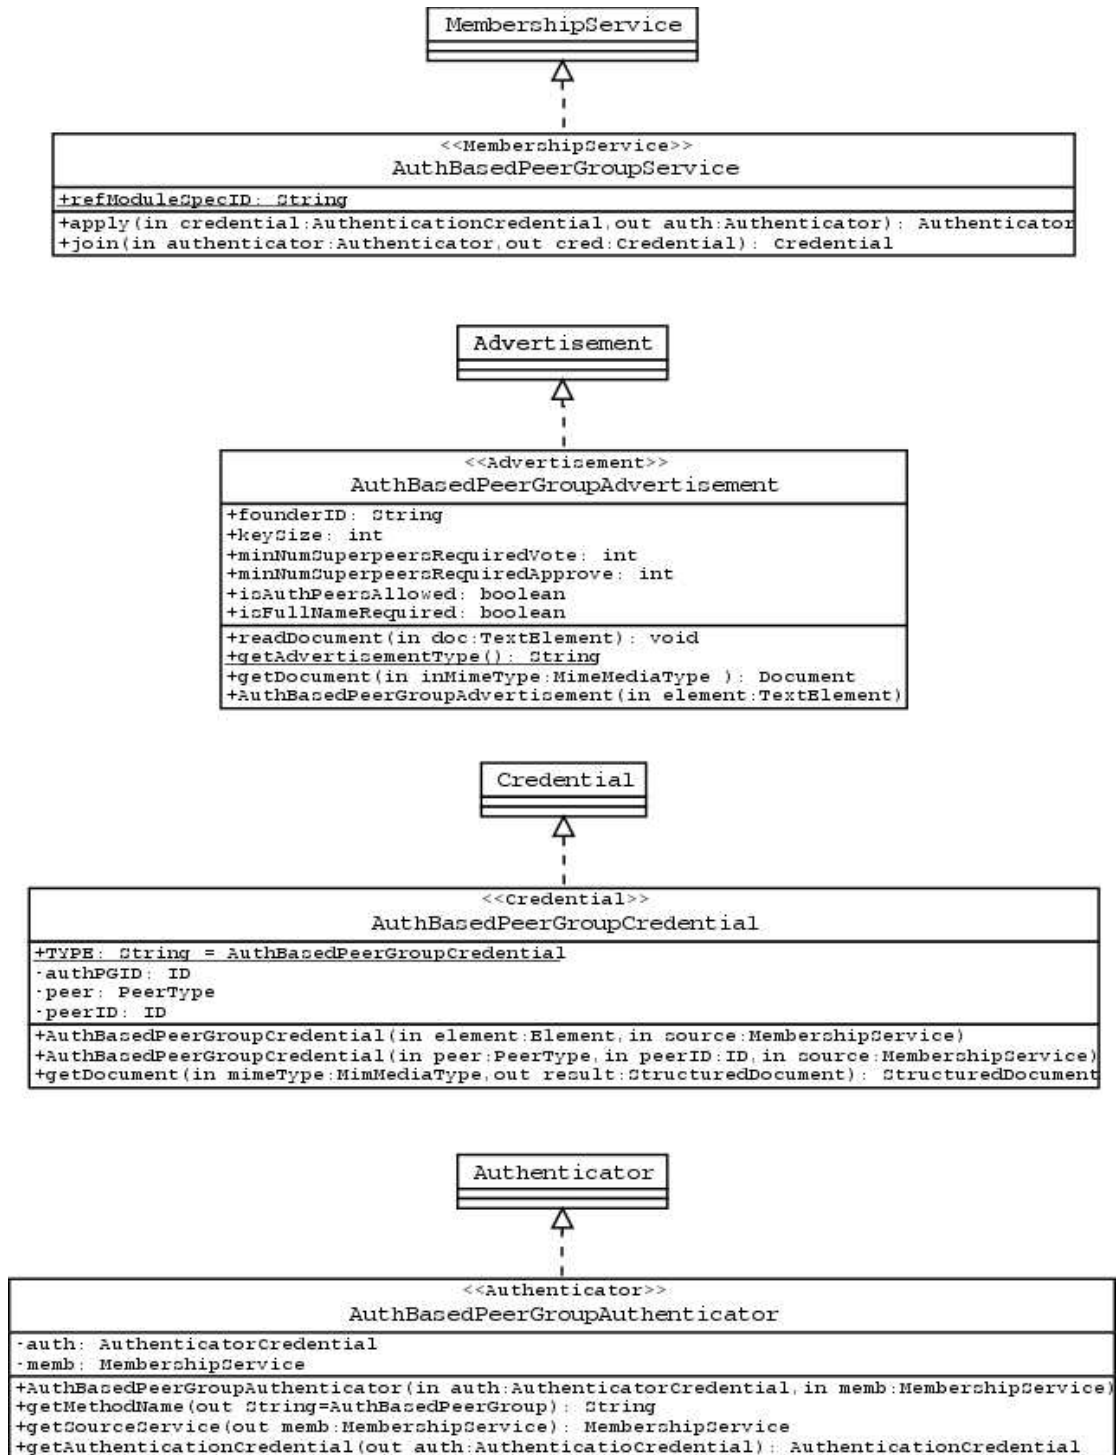 MembershipService
<<MembershipService>>
AuthBasedPeerGroupService
+refModuleSpecID: String
+apply(in credential:AuthenticationCredential,out auth:Authenticator): Authenticator
+join(in authenticator:Authenticator,out cred:Credential): Credential
Advertisement
<<Advertisement>>
AuthBasedPeerGroupAdvertisement
+founderID: String
+keySize: int
+minNumSuperpeersRequiredVote: int
+minNumSuperpeersRequiredApprove: int
+isAuthPeersAllowed: boolean
+isFullNameRequired: boolean
+readDocument(in doc:TextElement): void
+getAdvertisementType(): String
+getDocument(in inMimeType:MimeMediaType ): Document
+AuthBasedPeerGroupAdvertisement(in element:TextElement)
Credential
<<Credential>>
AuthBasedPeerGroupCredential
+TYPE: String = AuthBasedPeerGroupCredential
-authPGID: ID
-peer: PeerType
-peerID: ID
+AuthBasedPeerGroupCredential(in element:Element,in source:MembershipService)
+AuthBasedPeerGroupCredential(in peer:PeerType,in peerID:ID,in source:MembershipService)
+getDocument(in mimeType:MimMediaType,out result:StructuredDocument): StructuredDocument
Authenticator
<<Authenticator>>
AuthBasedPeerGroupAuthenticator
-auth: AuthenticatorCredential
-memb: MembershipService
+AuthBasedPeerGroupAuthenticator(in auth:AuthenticatorCredential,in memb:MembershipService)
+getMethodName(out String=AuthBasedPeerGroup): String
+getSourceService(out memb:MembershipService): MembershipService
+getAuthenticationCredential(out auth:AuthenticatioCredential): AuthenticationCredential